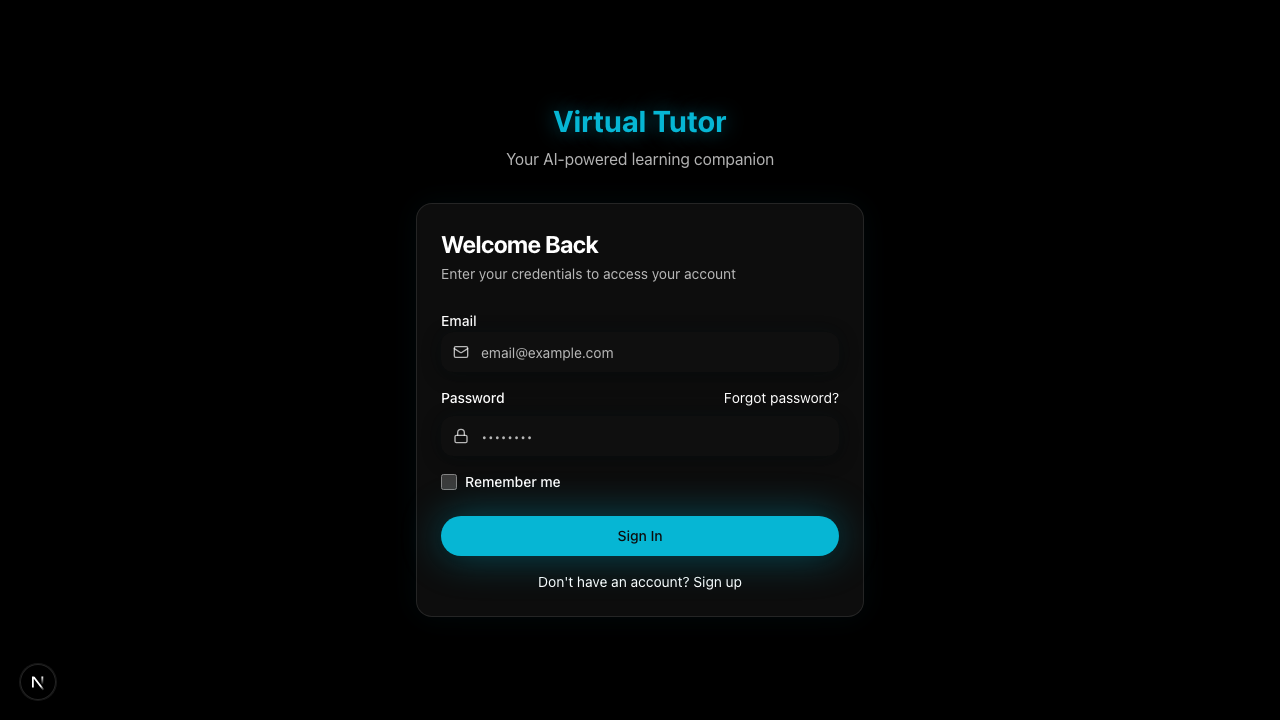 Virtual Tutor
Your AI-powered learning companion
Welcome Back
Enter your credentials to access your account
Email
email@example.com
Password Forgot password?
••••••••
Remember me
Sign In
Don't have an account? Sign up
N